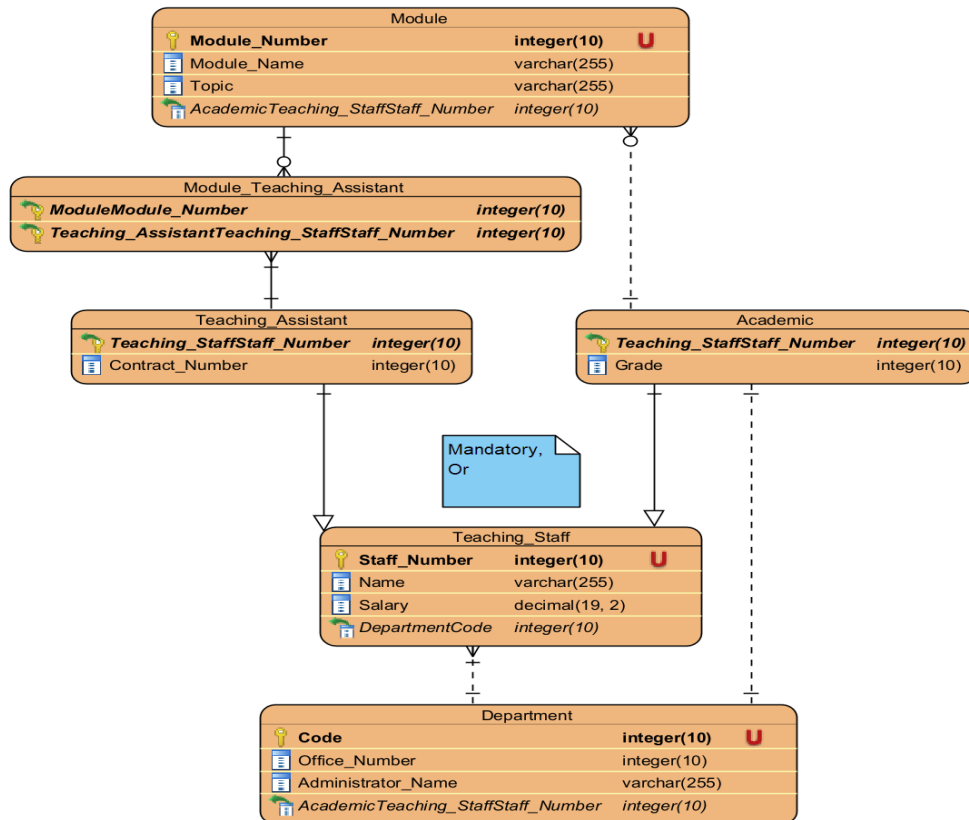 Module
Module_Number integer(10) U
Module_Name varchar(255)
Topic varchar(255)
AcademicTeaching_StaffStaff_Number integer(10)
Module_Teaching_Assistant
ModuleModule_Number integer(10)
Teaching_AssistantTeaching_StaffStaff_Number integer(10)
Teaching_Assistant
Teaching_StaffStaff_Number integer(10)
Contract_Number integer(10)
Academic
Teaching_StaffStaff_Number integer(10)
Grade integer(10)
Mandatory,
Or
Teaching_Staff
Staff_Number integer(10) U
Name varchar(255)
Salary decimal(19, 2)
DepartmentCode integer(10)
Department
Code integer(10) U
Office_Number integer(10)
Administrator_Name varchar(255)
AcademicTeaching_StaffStaff_Number integer(10)